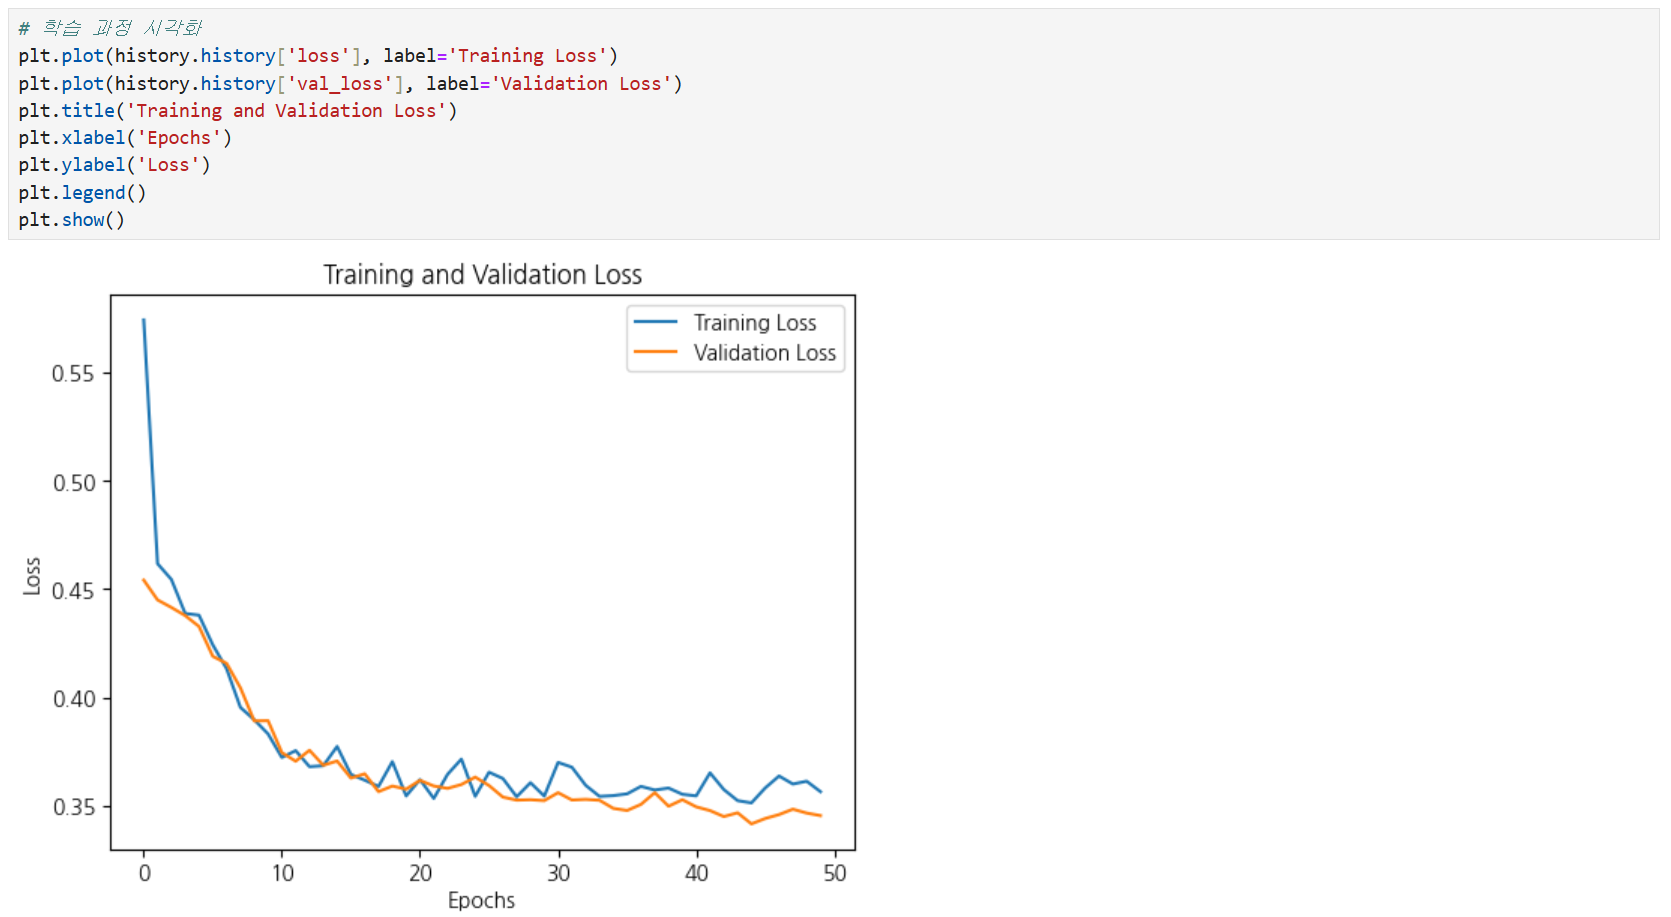 # 학습 과정 시각화
plt.plot(history.history['loss'], label='Training Loss')
plt.plot(history.history['val_loss'], label='Validation Loss')
plt.title('Training and Validation Loss')
plt.xlabel('Epochs')
plt.ylabel('Loss')
plt.legend()
plt.show()
Training and Validation Loss
Training Loss
Validation Loss
0.55
0.50
0.45
0.40
0.35
Loss
0 10 20 30 40 50
Epochs